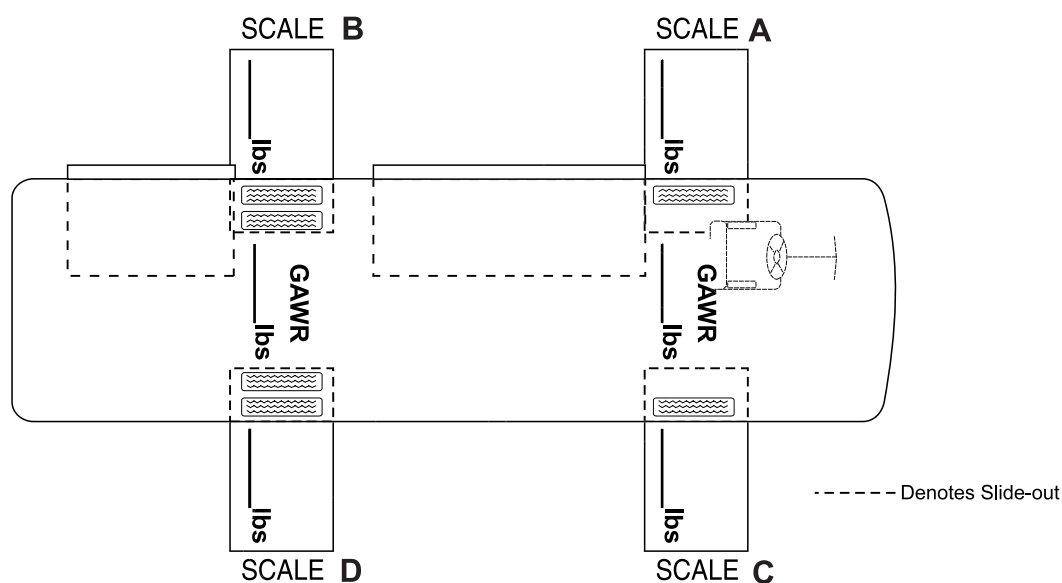 SCALE B
SCALE A
lbs
lbs
GAWR
lbs
GAWR
lbs
Denotes Slide-out
lbs
lbs
SCALE D
SCALE C